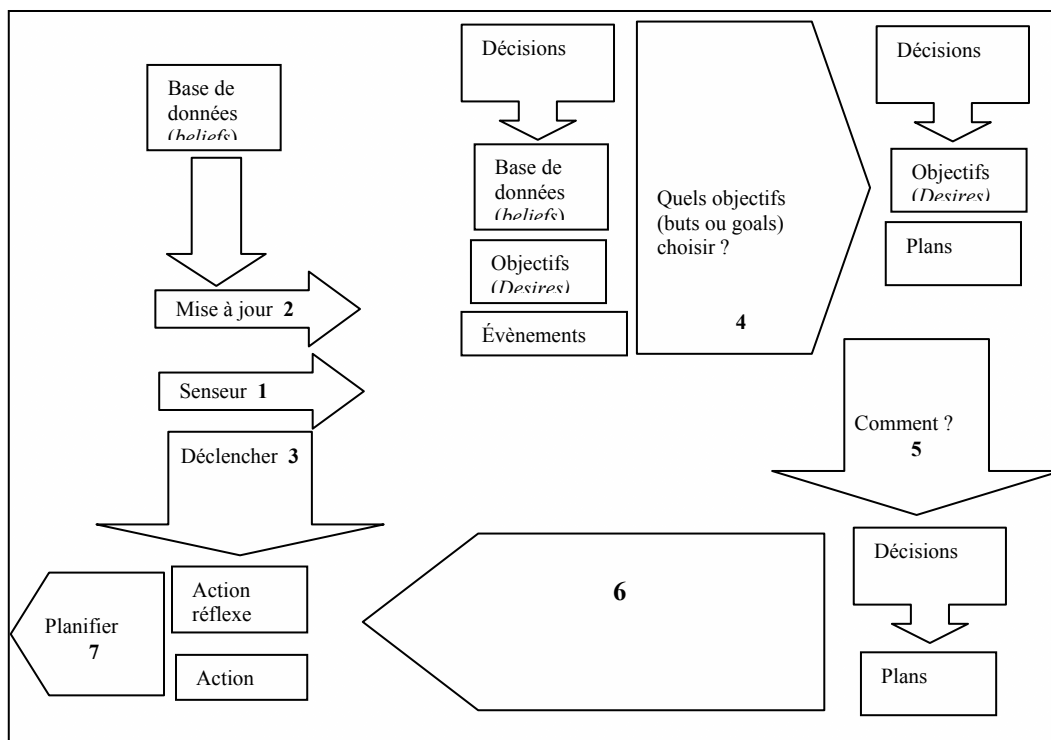 Décisions
Décisions
Base de
données
(beliefs)
Base de
données
(beliefs)
Objectifs
(Desires)
Quels objectifs
(buts ou goals)
choisir ?
4
Objectifs
(Desires)
Plans
Évènements
Mise à jour 2
Senseur 1
Déclencher 3
Comment ?
5
Décisions
Plans
6
Action
réflexe
Action
Planifier
7